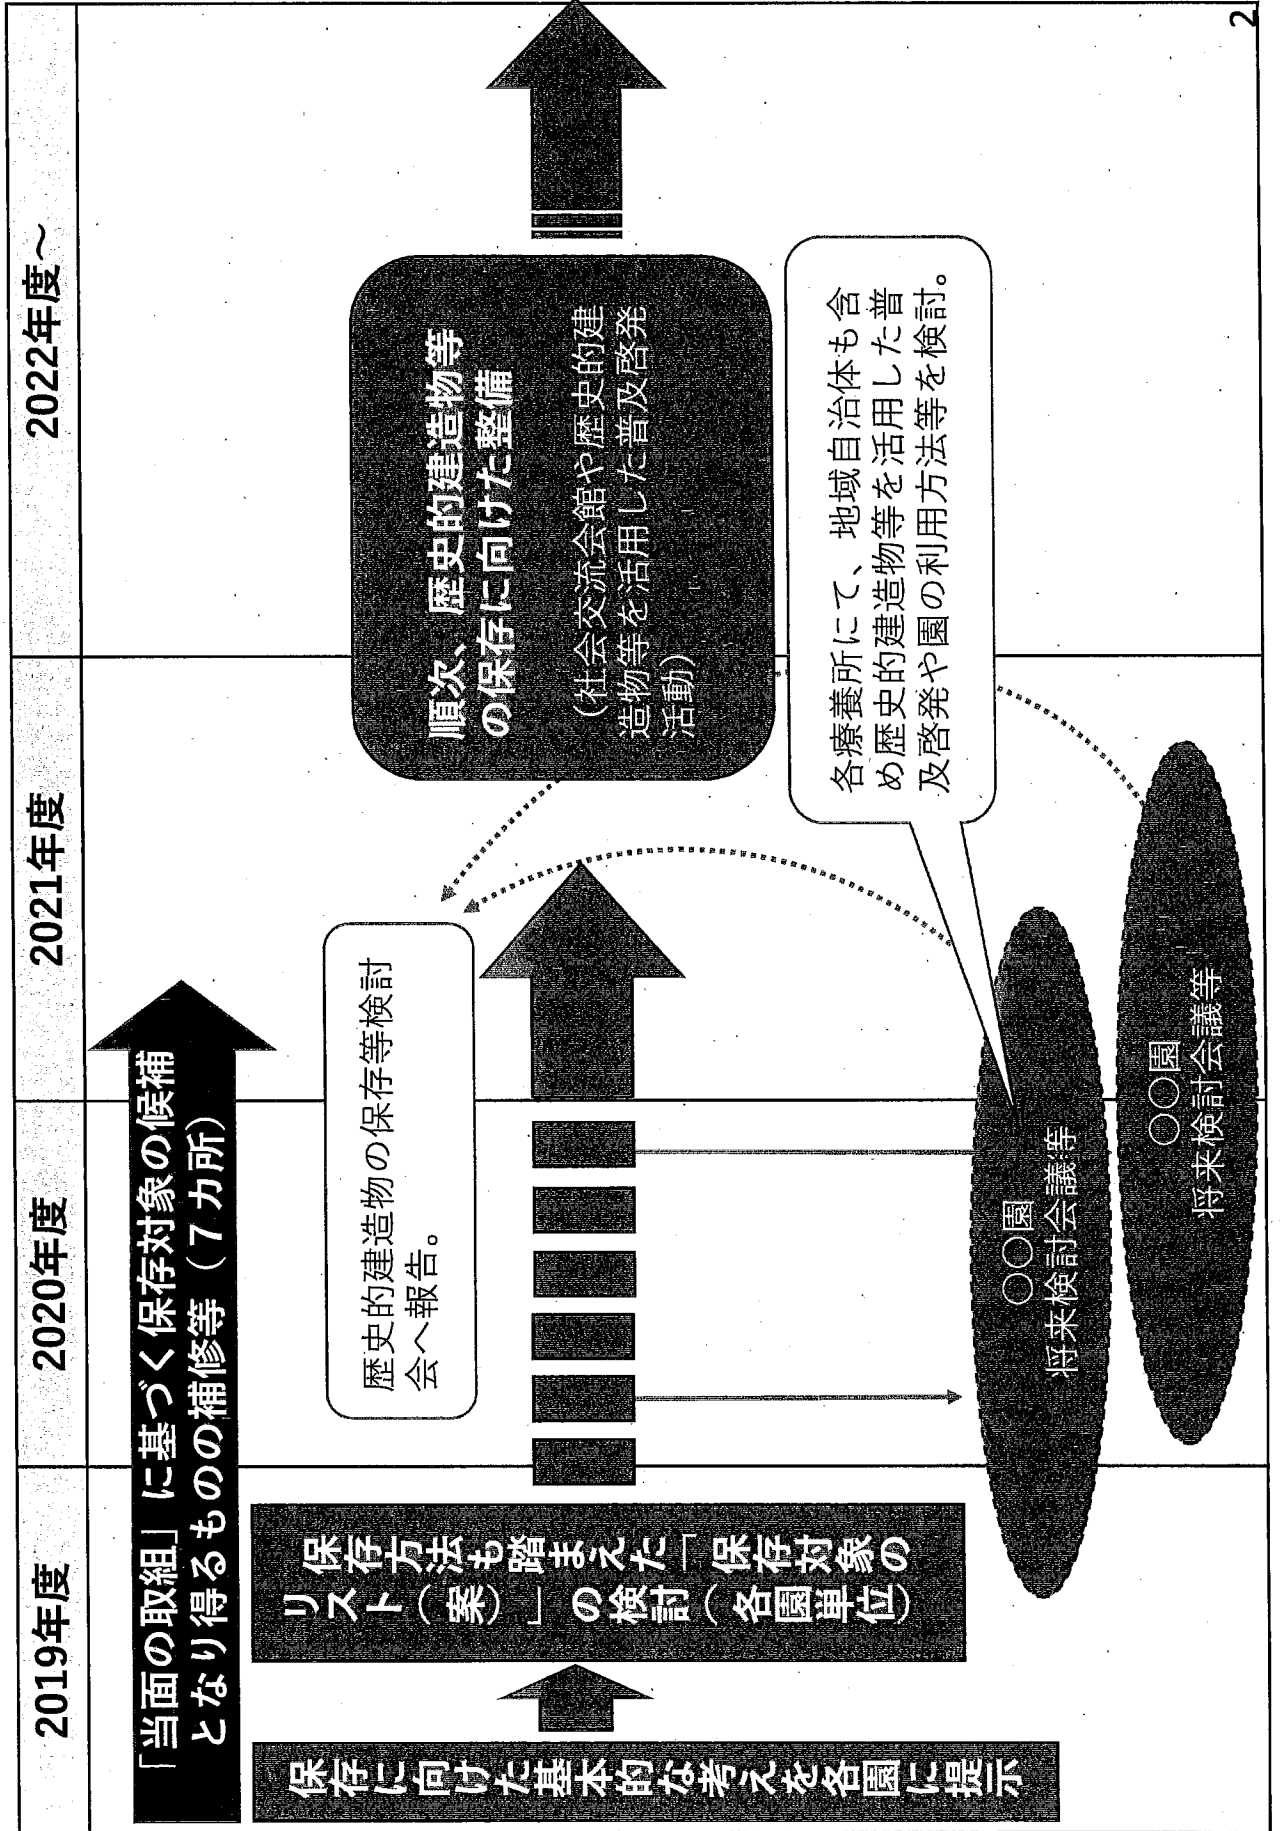 2019年度
2020年度
2021年度
2022年度～
「当面の取組」に基づく保存対象の候補
となり得るものの補修等（7カ所）
保存に向けた基本的な考えを各園に提示
保存方法も踏まえた「保存対象の
リスト（案）」の検討（各園単位）
歴史的建造物の保存等検討
会へ報告。
順次、歴史的建造物等
の保存に向けた整備
（社会交流会館や歴史的建
造物等を活用した普及啓発
活動）
各療養所にて、地域自治体も含
め歴史的建造物等を活用した普
及啓発や園の利用方法等を検討。
〇〇園
将来検討会議等
〇〇園
将来検討会議等
2